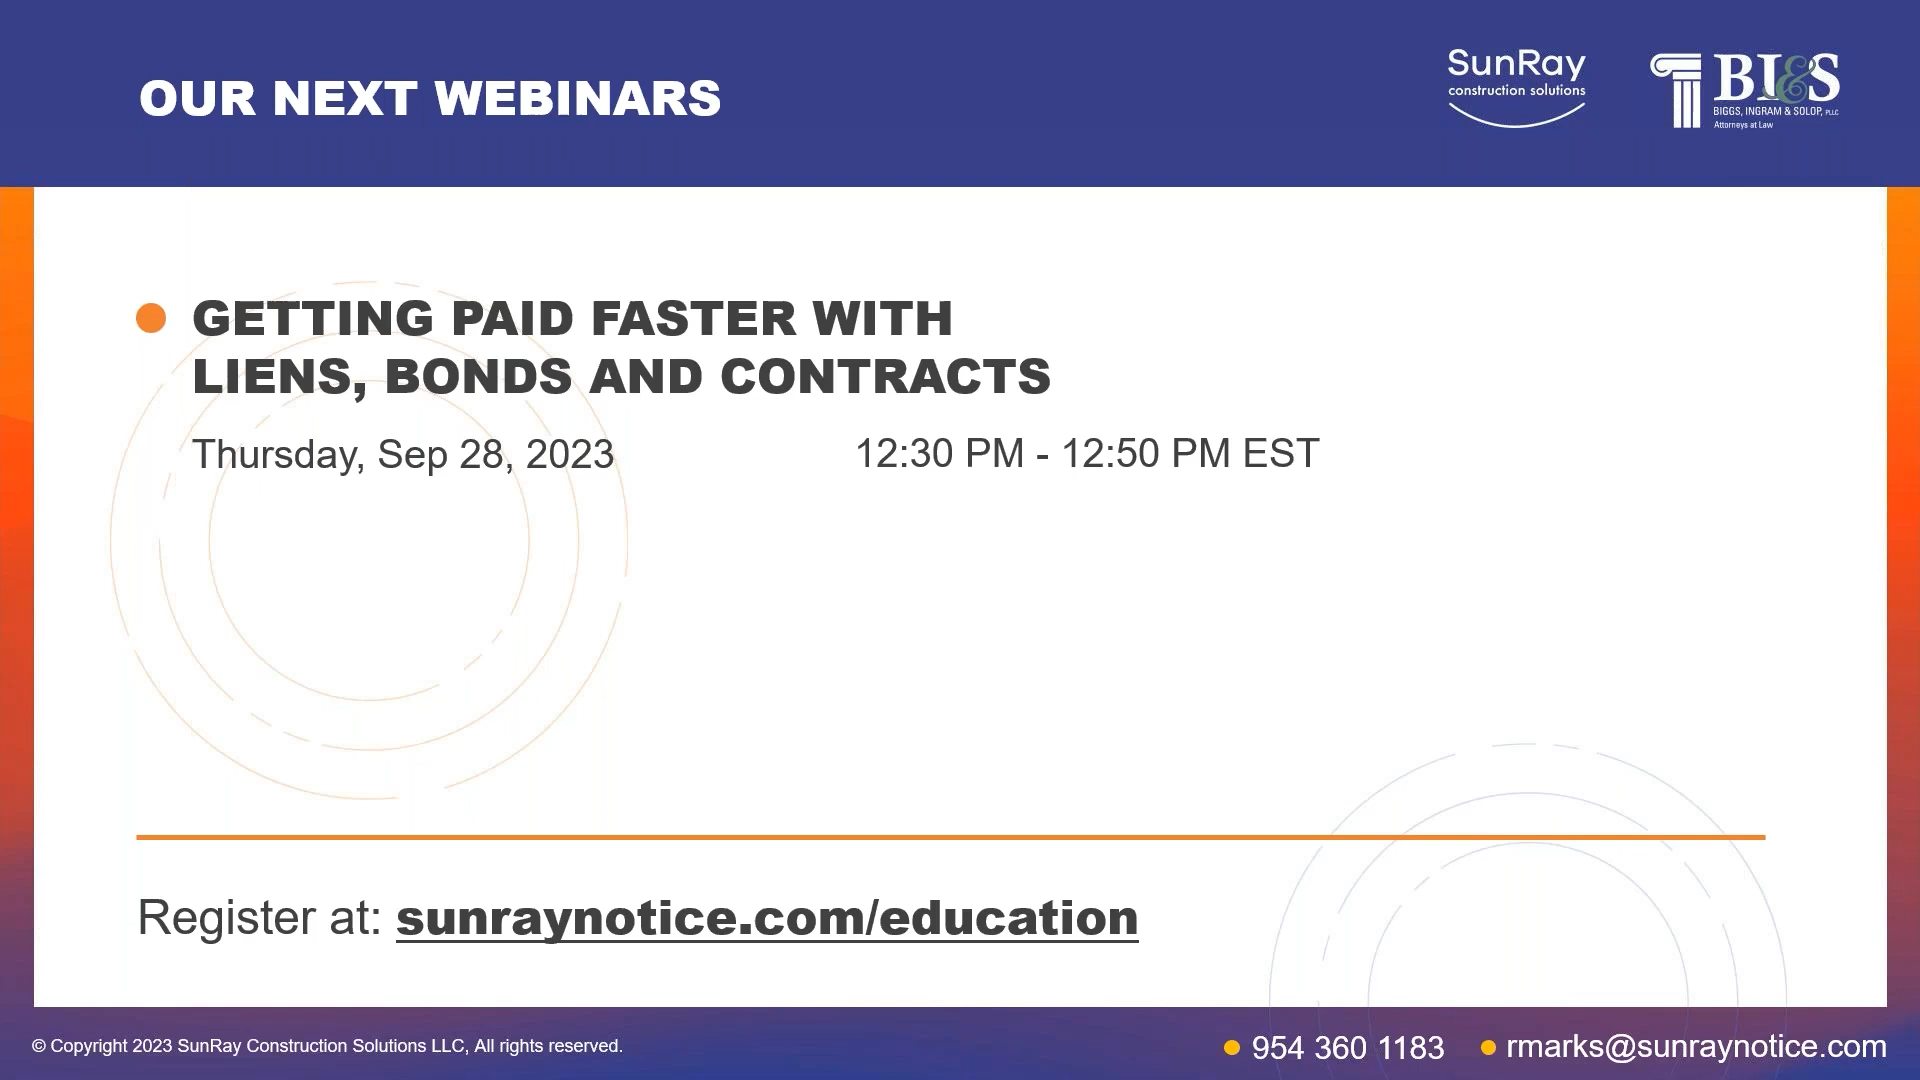 OUR NEXT WEBINARS
SunRay
construction solutions
BI&S
BIGGS, INGRAM & SOLOP, PLLC
Attorneys at Law
GETTING PAID FASTER WITH
LIENS, BONDS AND CONTRACTS
Thursday, Sep 28, 2023 12:30 PM - 12:50 PM EST
Register at: sunraynotice.com/education
© Copyright 2023 SunRay Construction Solutions LLC, All rights reserved.
954 360 1183 rmarks@sunraynotice.com